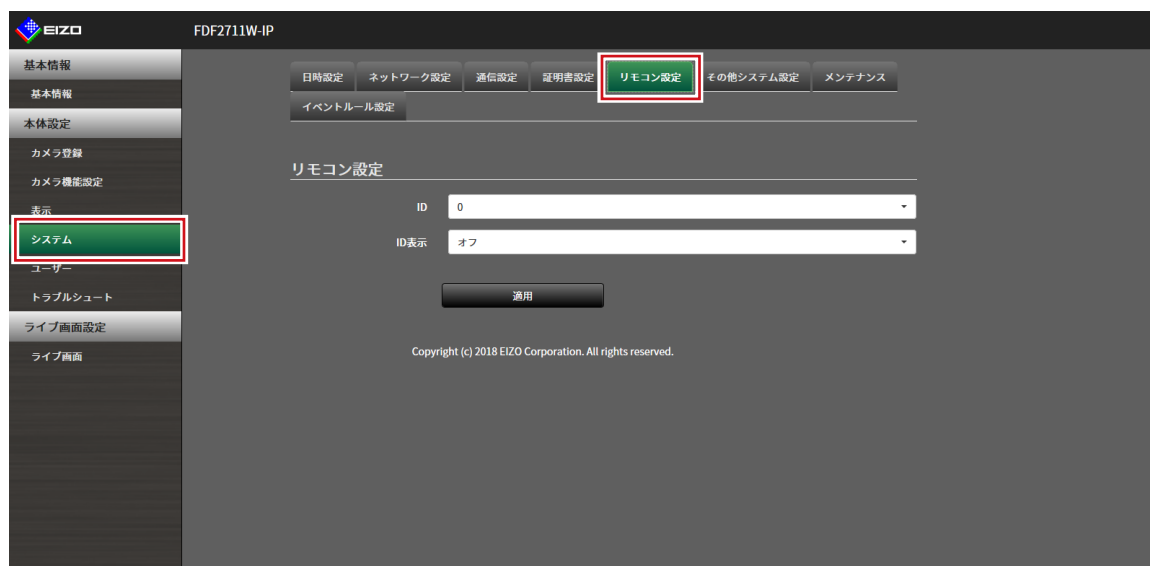 EIZO
FDF2711W-IP
基本情報
基本情報
本体設定
カメラ登録
カメラ機能設定
表示
システム
ユーザー
トラブルシュート
ライブ画面設定
ライブ画面
日時設定 ネットワーク設定 通信設定 証明書設定 リモコン設定 その他システム設定 メンテナンス
イベントルール設定
リモコン設定
ID 0
ID表示 オフ
適用
Copyright (c) 2018 EIZO Corporation. All rights reserved.